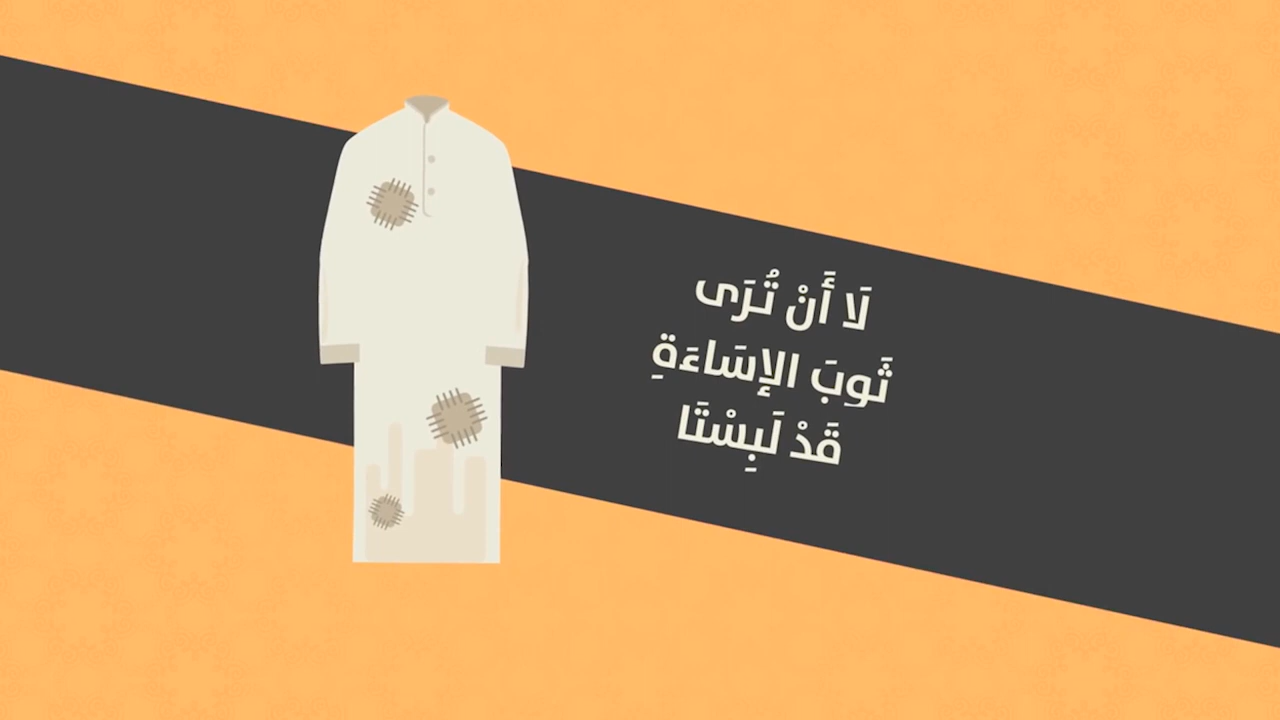 لَا أَنْ تُرَى
ثَوبَ الإِسَاءَةِ
قَدْ لَبِسْتَا